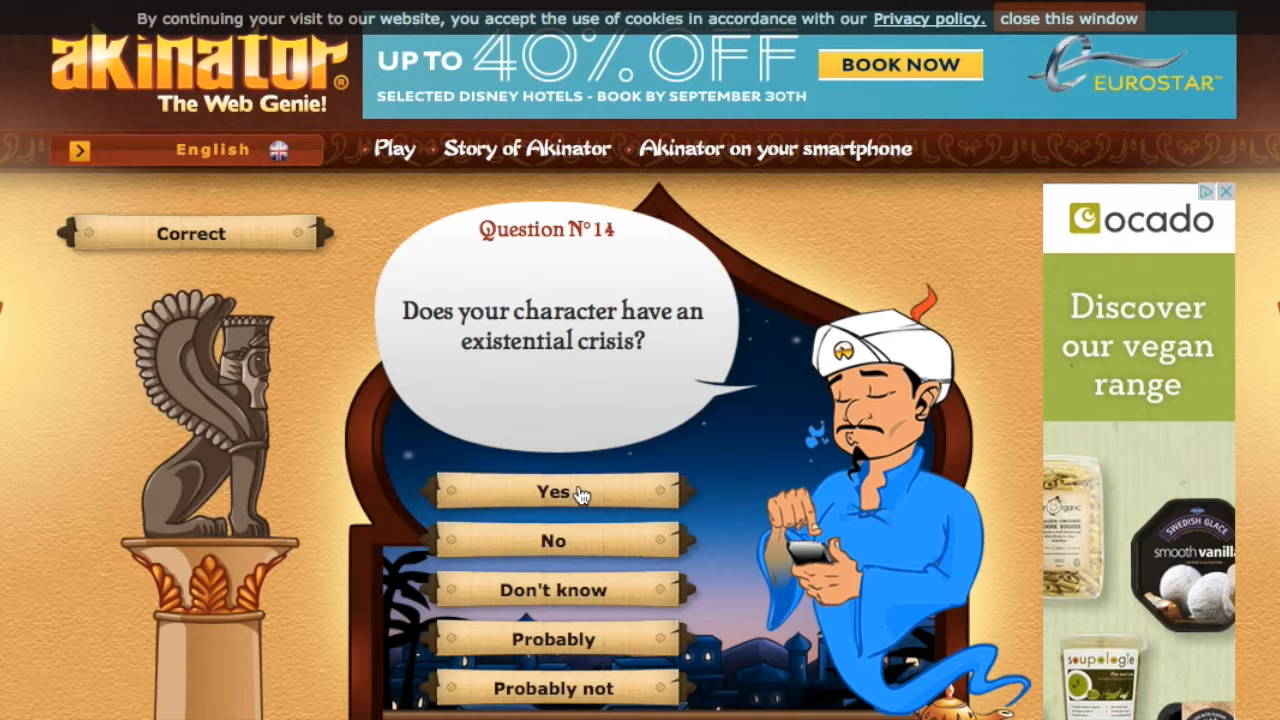 By continuing your visit to our website, you accept the use of cookies in accordance with our Privacy policy. close this window
akinator®
The Web Genie!
UP TO 40% OFF
SELECTED DISNEY HOTELS - BOOK BY SEPTEMBER 30TH
BOOK NOW
EUROSTAR™
English
Play
Story of Akinator
Akinator on your smartphone
Correct
Question N° 14
Does your character have an
existential crisis?
Yes
No
Don't know
Probably
Probably not
ocado
Discover
our vegan
range
SWEDISH GLACE
smooth vanill
soupologie